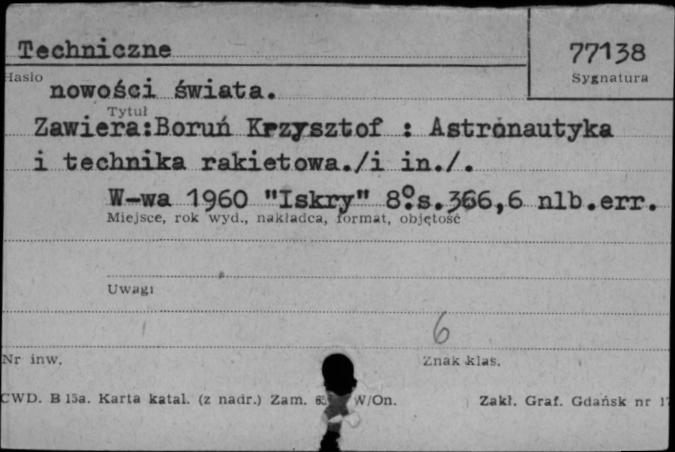 Techniczne
77138
Hasło
Sygnatura
nowości świata.
Tytuł
Zawiera:Boruń Krzysztof : Astronautyka
i technika rakietowa./i in./.
W-wa 1960 "Iskry" 8º.s.366,6 nlb.err.
Miejsce, rok wyd., nakładca, format, objętość
Uwagi
6
Nr inw.
Znak klas.
CWD. B 15a. Karta katal. (z nadr.) Zam. W/On.
Zakł. Graf. Gdańsk nr